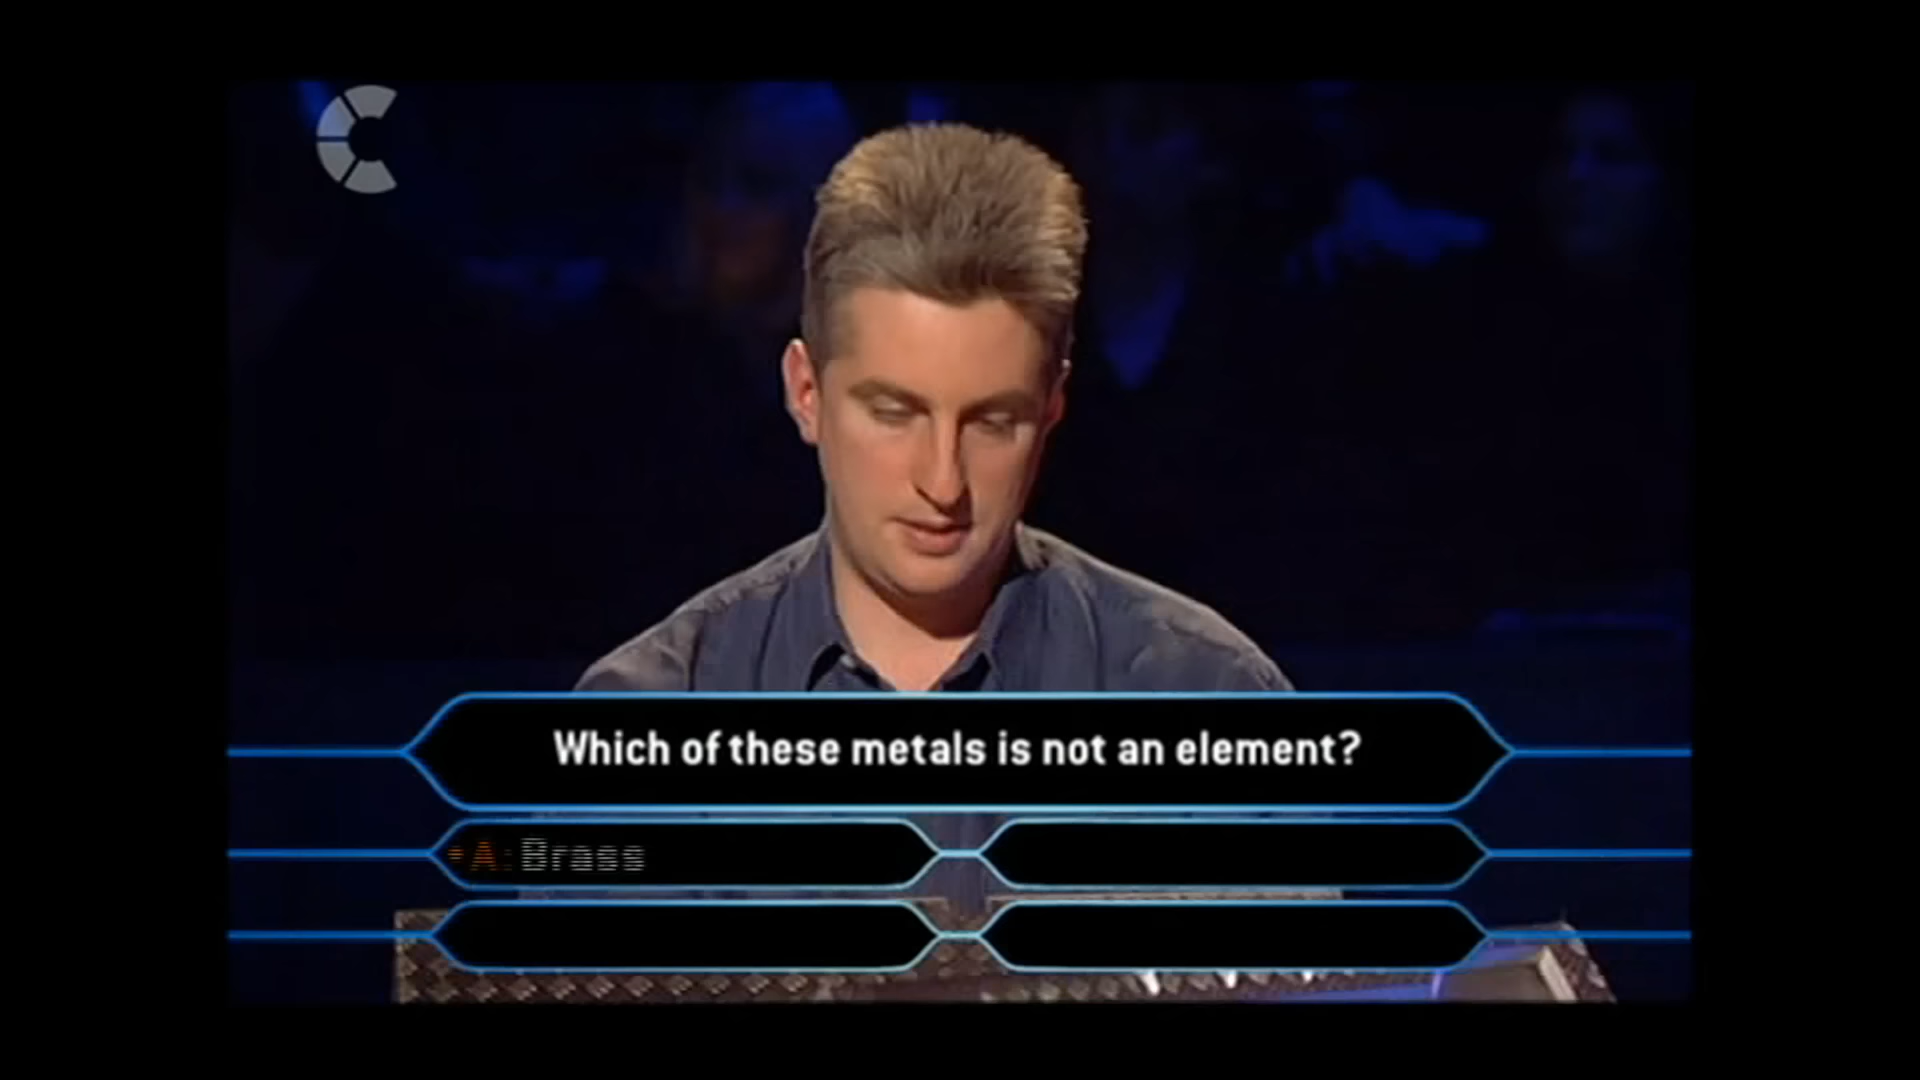 Which of these metals is not an element?
A: Brass